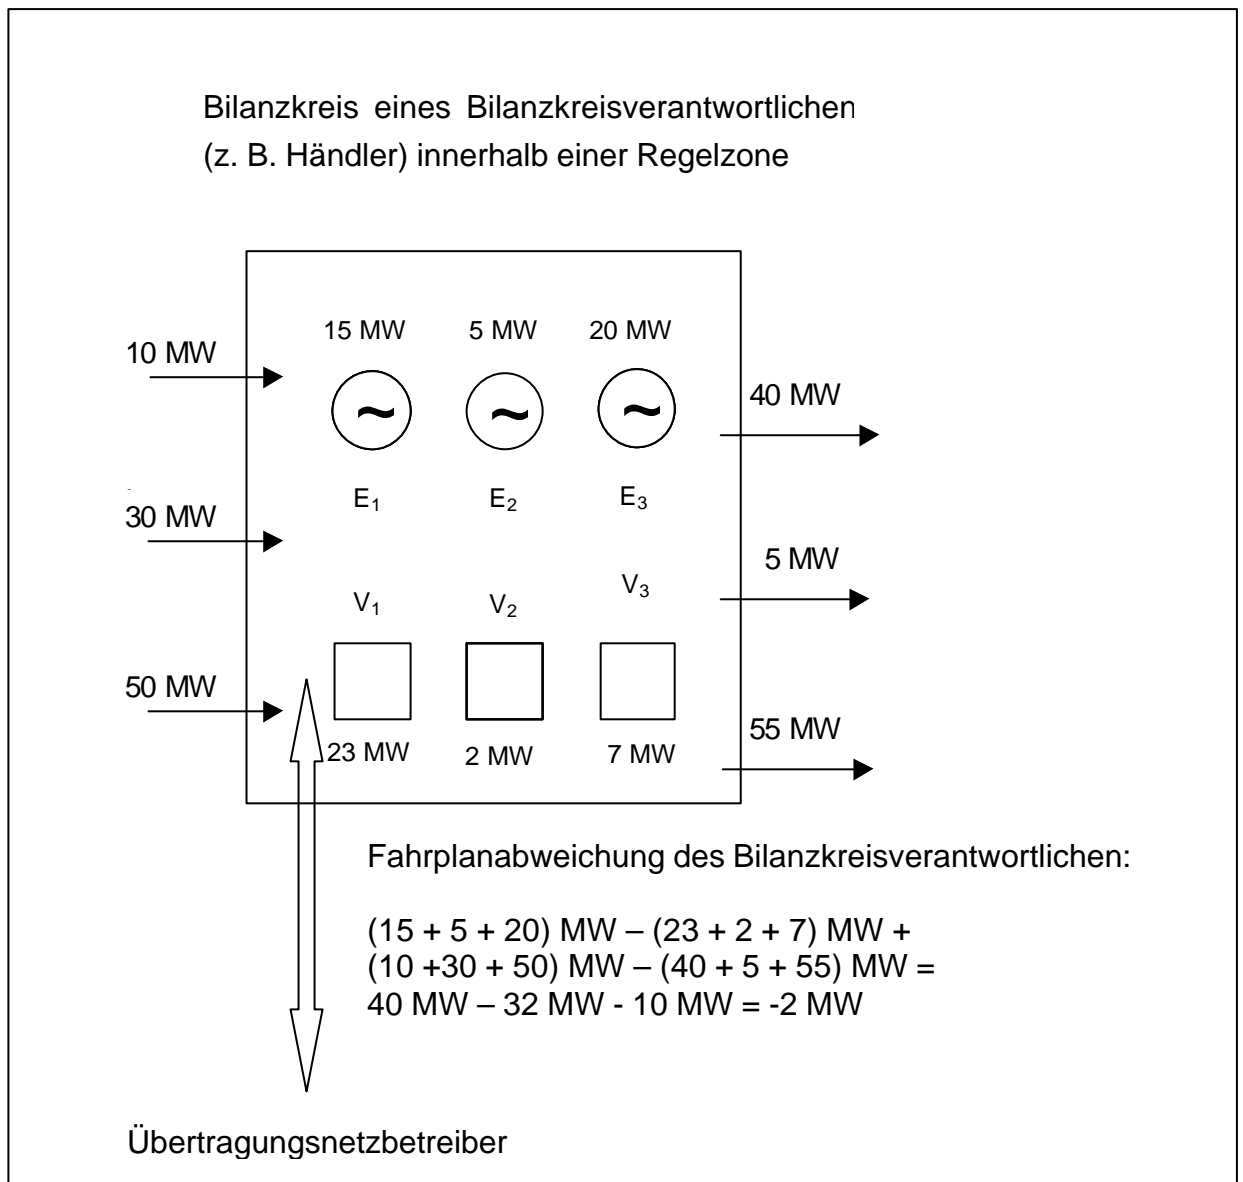 Bilanzkreis eines Bilanzkreisverantwortlichen
(z. B. Händler) innerhalb einer Regelzone
15 MW 5 MW 20 MW
10 MW
40 MW
~ ~ ~
E₁ E₂ E₃
30 MW
5 MW
V₁ V₂ V₃
50 MW
55 MW
23 MW 2 MW 7 MW
Fahrplanabweichung des Bilanzkreisverantwortlichen:
(15 + 5 + 20) MW – (23 + 2 + 7) MW +
(10 +30 + 50) MW – (40 + 5 + 55) MW =
40 MW – 32 MW - 10 MW = -2 MW
Übertragungsnetzbetreiber